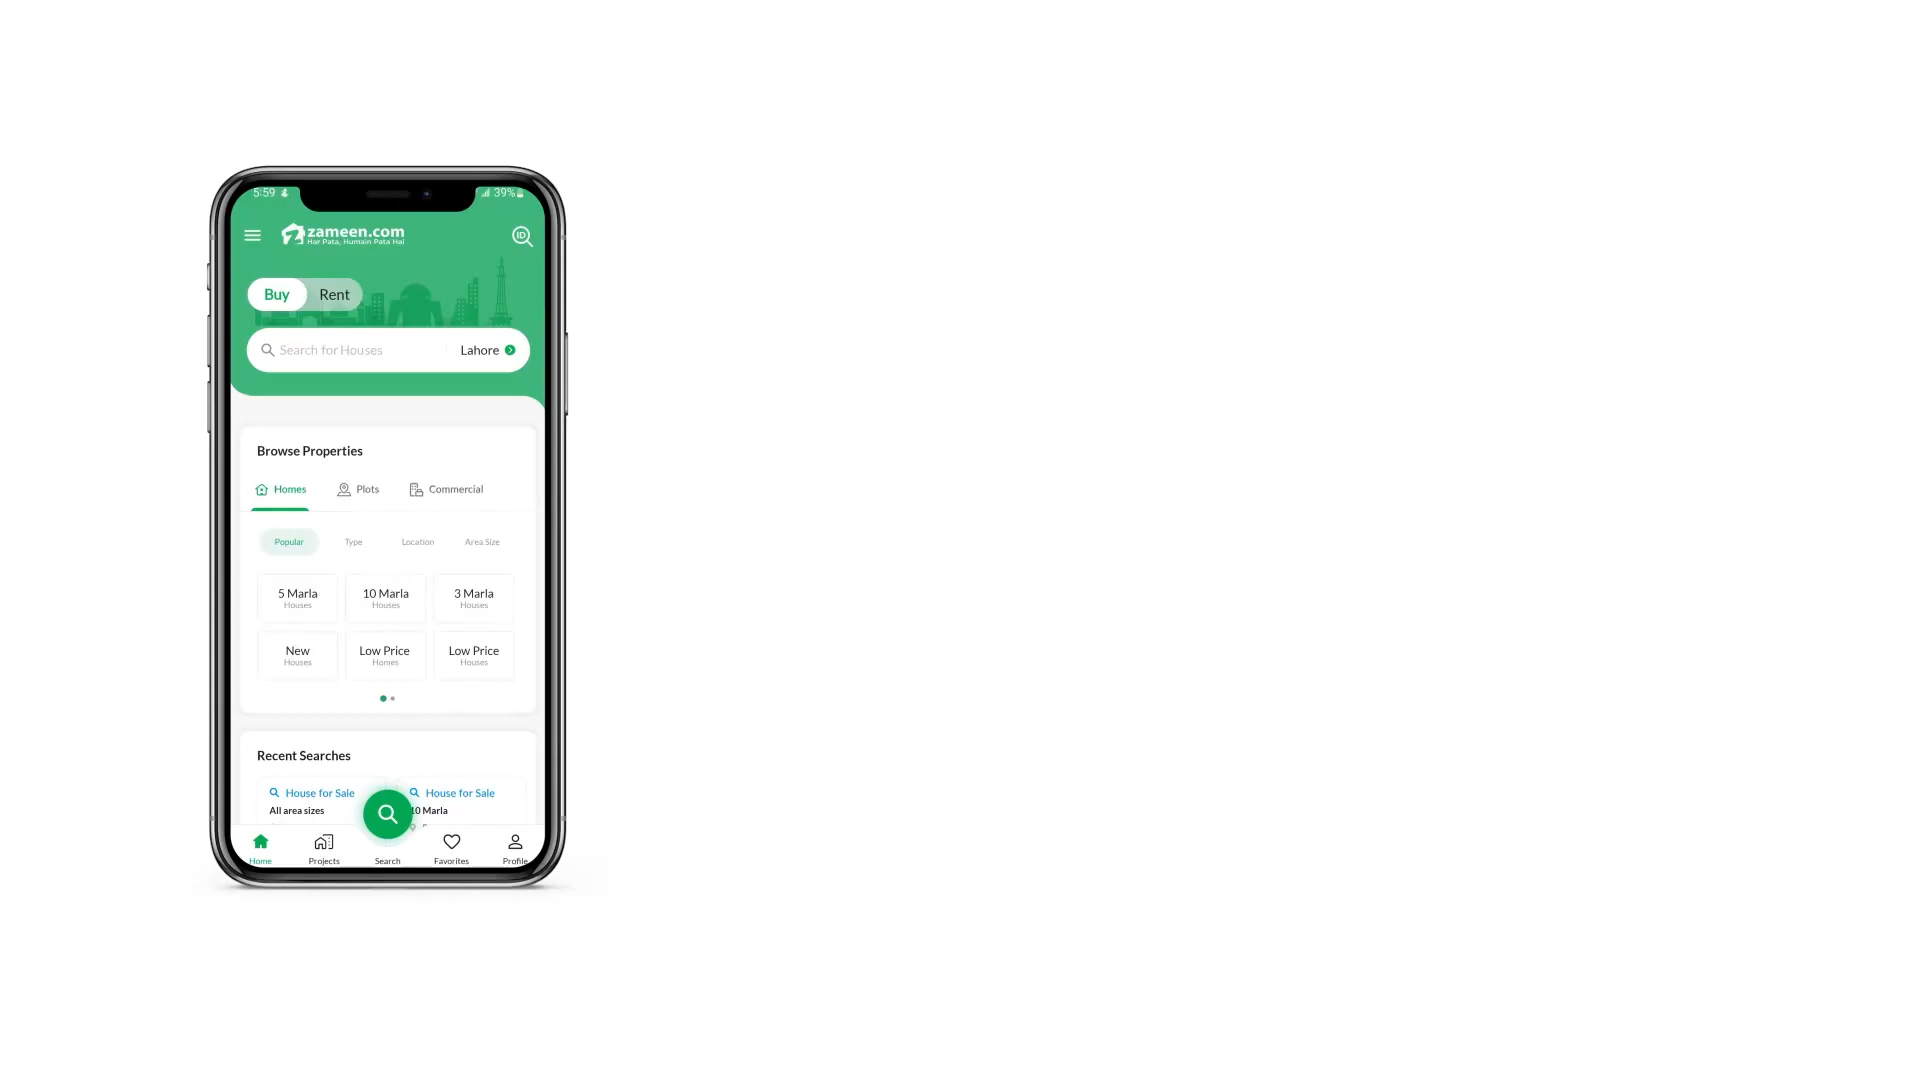 5:59 39%
zameen.com
Har Pata, Humain Pata Hai
ID
Buy Rent
Search for Houses Lahore
Browse Properties
Homes Plots Commercial
Popular Type Location Area Size
5 Marla 10 Marla 3 Marla
Houses Houses Houses
New Low Price Low Price
Houses Homes Houses
Recent Searches
House for Sale House for Sale
All area sizes 10 Marla
Home Projects Search Favorites Profile